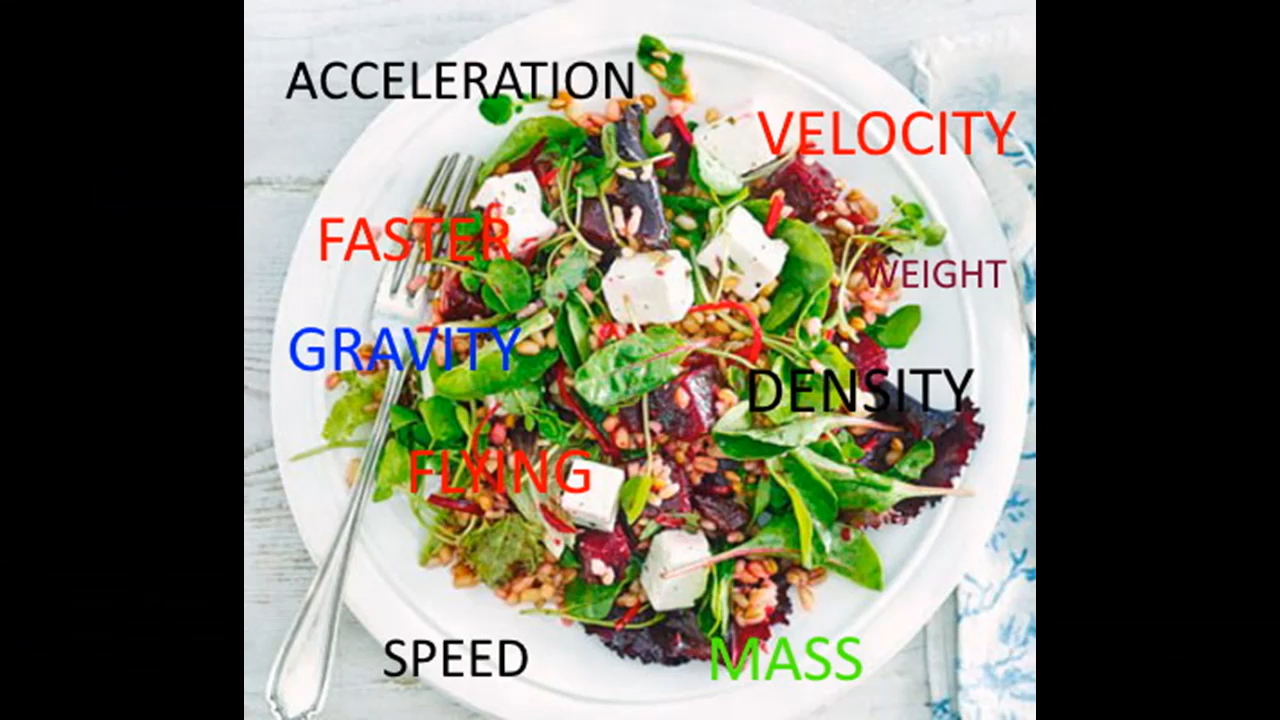 ACCELERATION
VELOCITY
FASTER
WEIGHT
GRAVITY
DENSITY
FLYING
SPEED
MASS